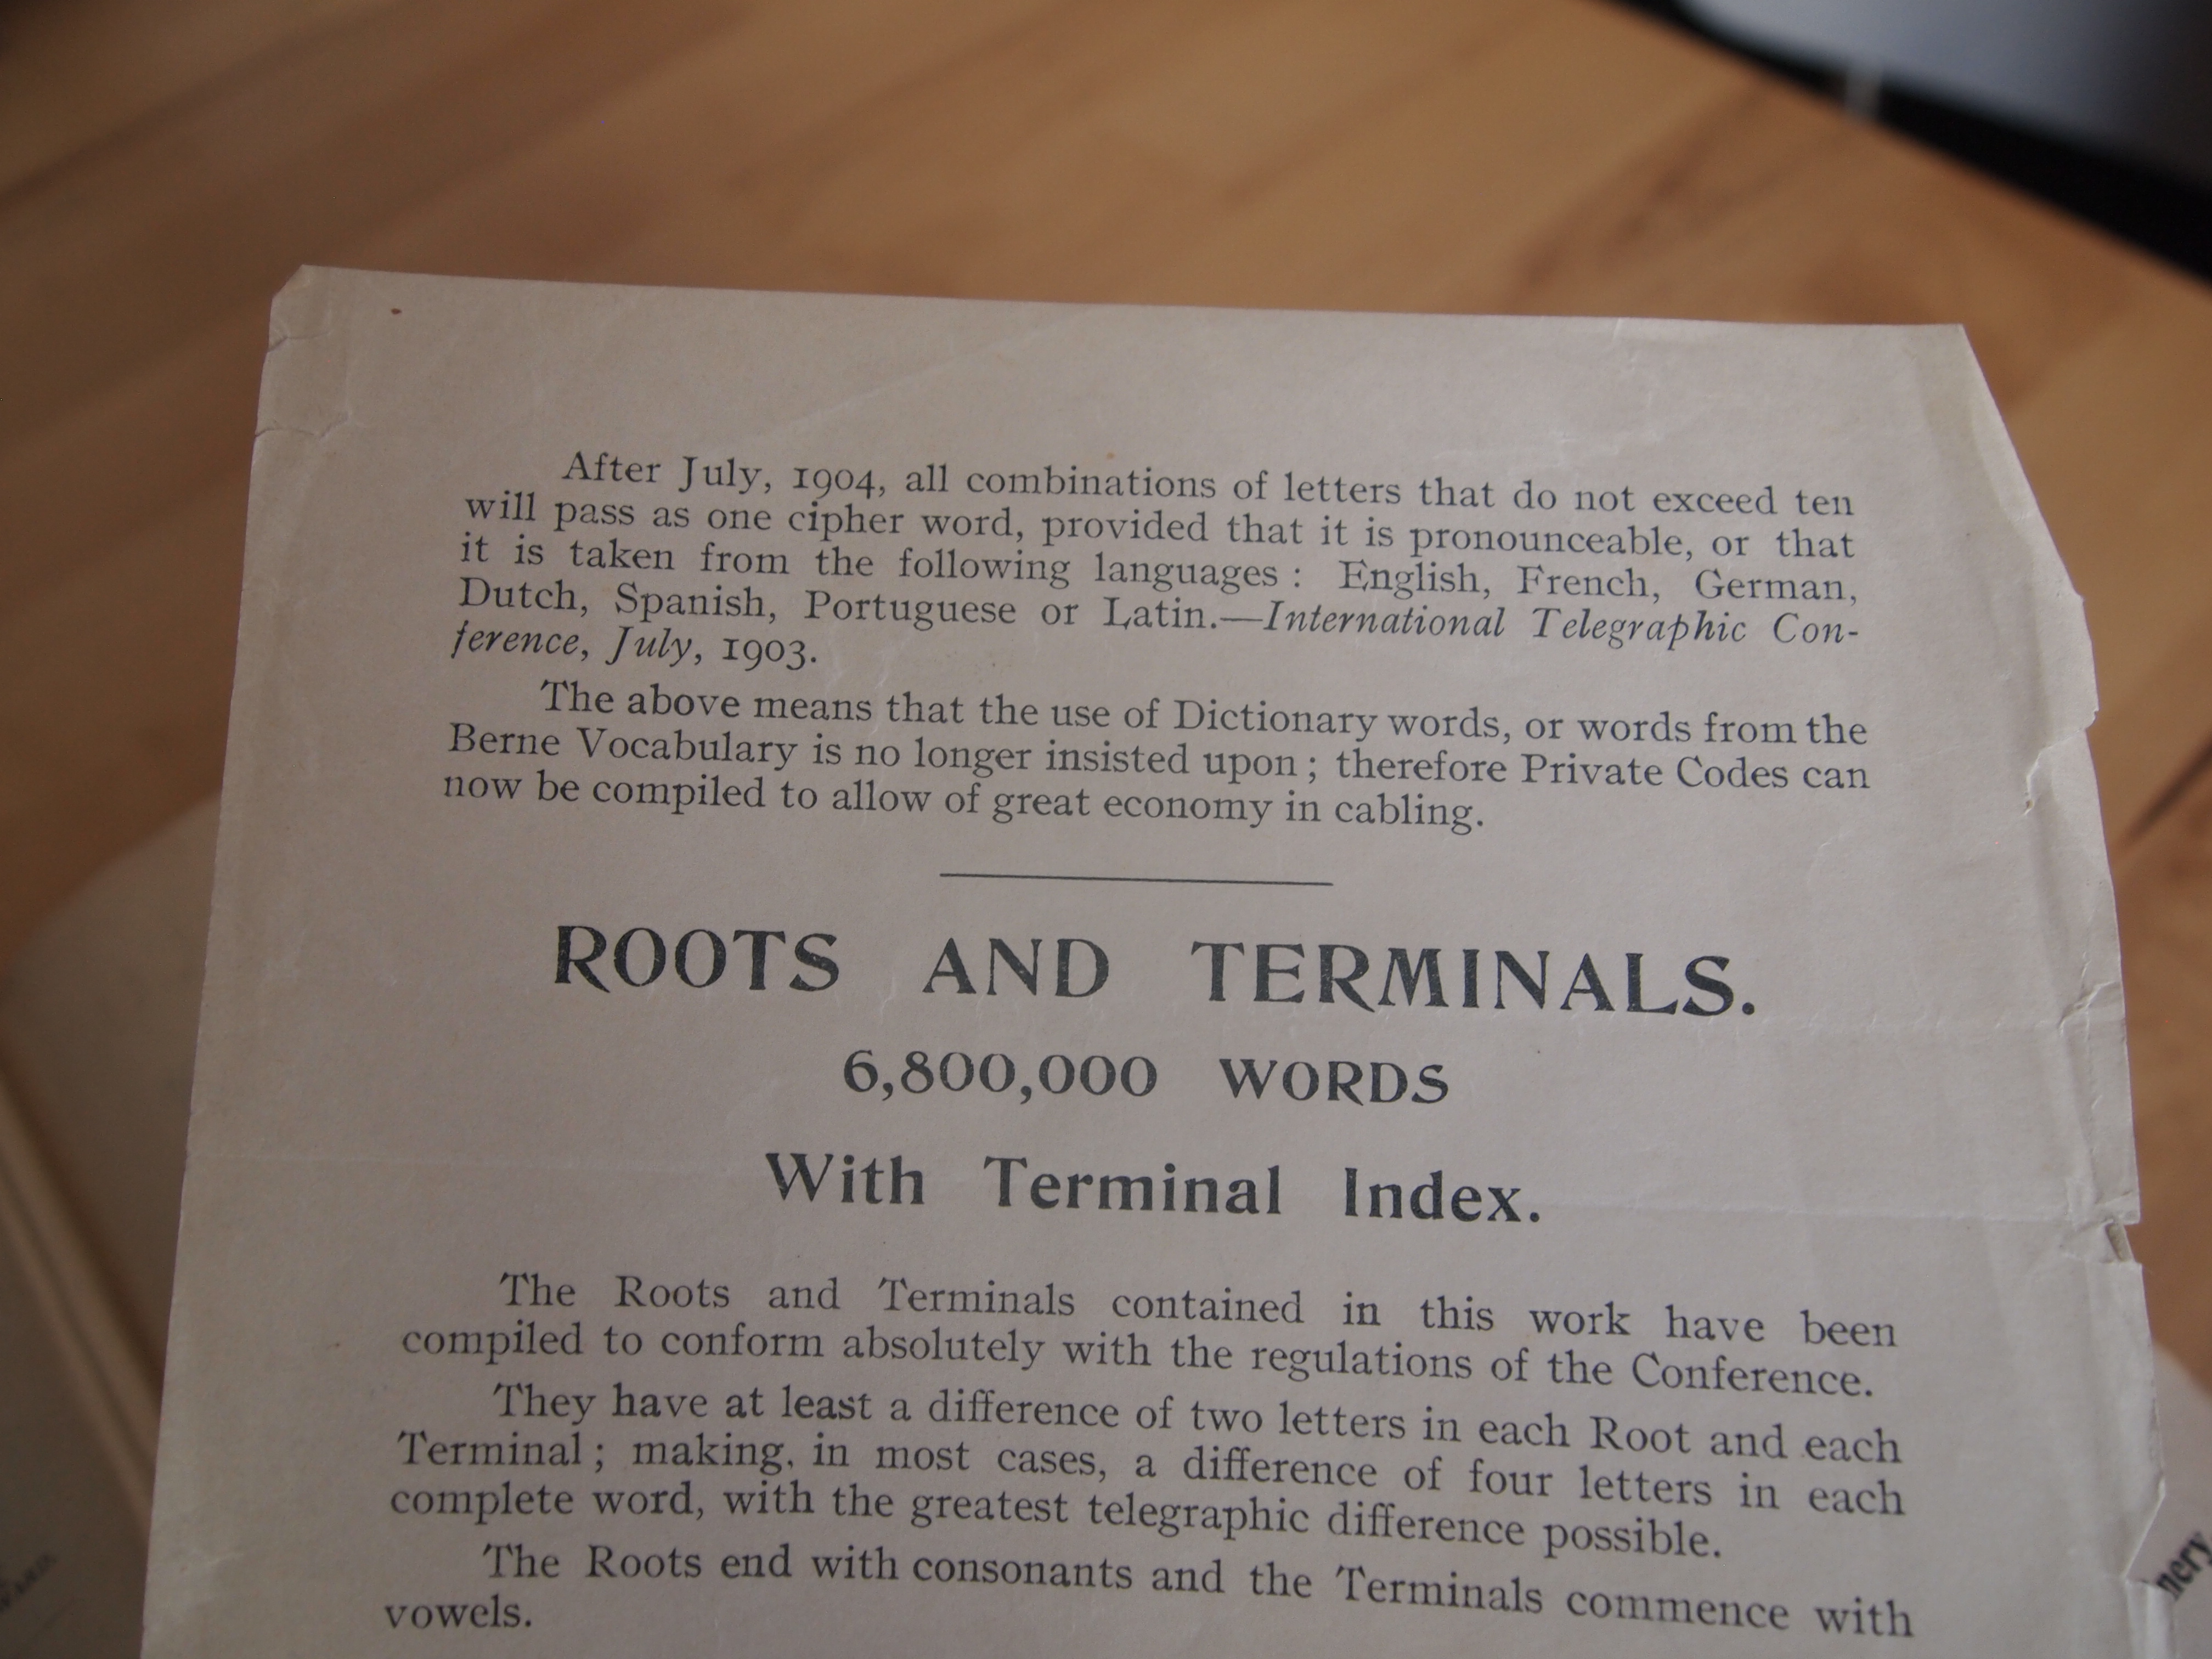 After July, 1904, all combinations of letters that do not exceed ten
will pass as one cipher word, provided that it is pronounceable, or that
it is taken from the following languages : English, French, German,
Dutch, Spanish, Portuguese or Latin.—International Telegraphic Con-
ference, July, 1903.
The above means that the use of Dictionary words, or words from the
Berne Vocabulary is no longer insisted upon ; therefore Private Codes can
now be compiled to allow of great economy in cabling.
ROOTS AND TERMINALS.
6,800,000 WORDS
With Terminal Index.
The Roots and Terminals contained in this work have been
compiled to conform absolutely with the regulations of the Conference.
They have at least a difference of two letters in each Root and each
Terminal ; making, in most cases, a difference of four letters in each
complete word, with the greatest telegraphic difference possible.
The Roots end with consonants and the Terminals commence with
vowels.
nery